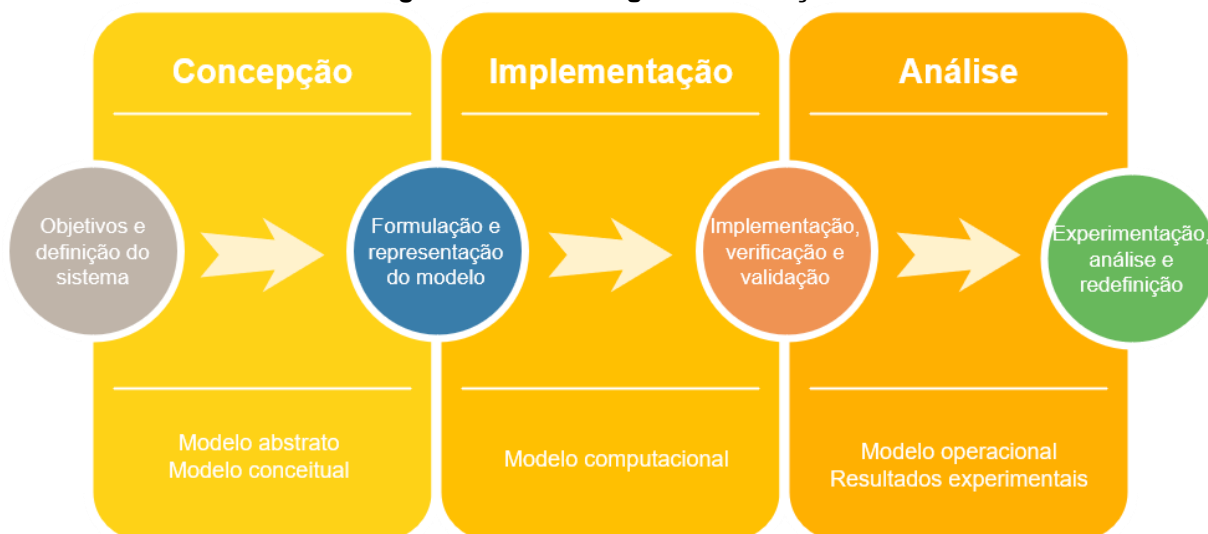 Concepção
Implementação
Análise
Objetivos e
definição do
sistema
Formulação e
representação
do modelo
Implementação,
verificação e
validação
Experimentação,
análise e
redefinição
Modelo abstrato
Modelo conceitual
Modelo computacional
Modelo operacional
Resultados experimentais